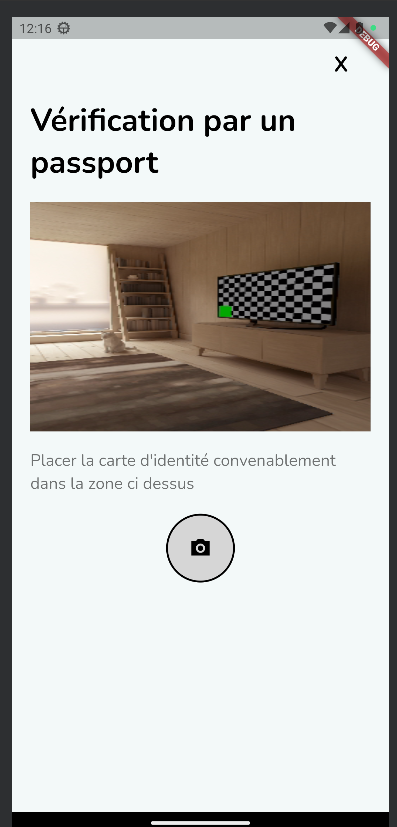 12:16
DEBUG
X
Vérification par un
passport
Placer la carte d'identité convenablement
dans la zone ci dessus